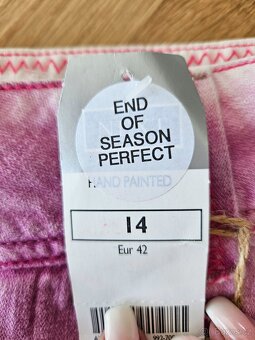 END
OF
SEASON
PERFECT
HAND PAINTED
14
Eur 42